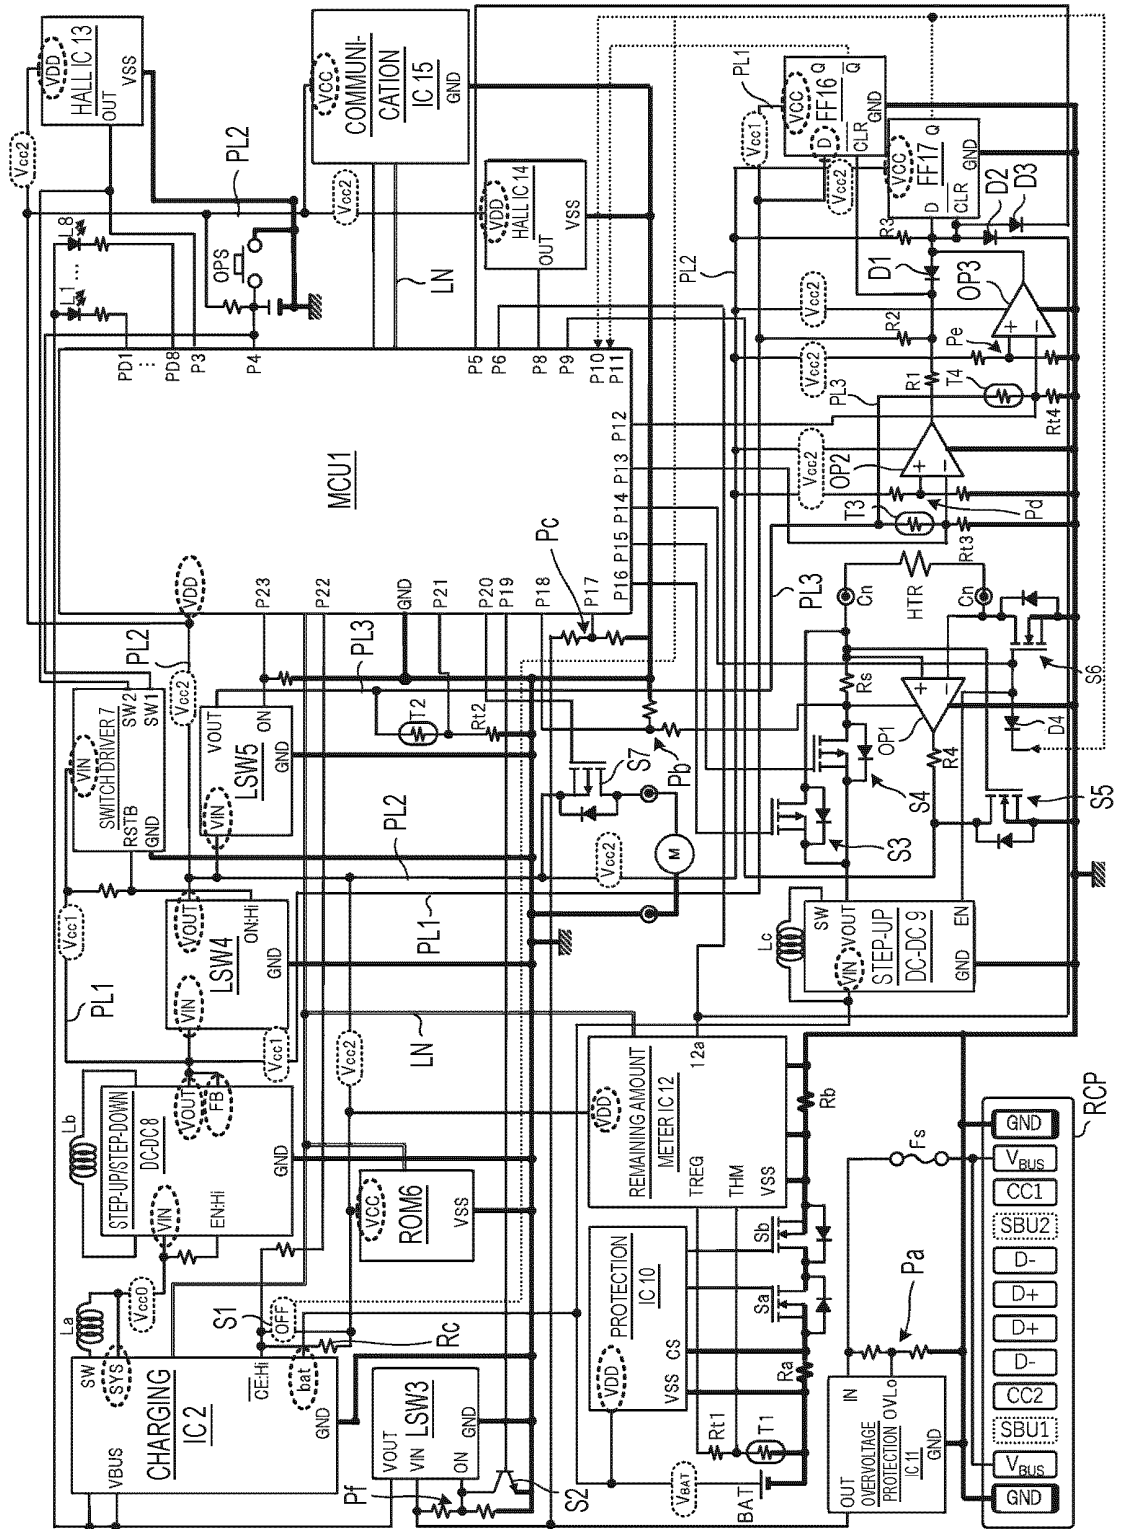 HALL IC 13
VDD
VSS
OUT
Vcc2
PL2
L8
L1
OPS
COMMUNI-
CATION
IC 15
VCC
GND
Vcc2
LN
HALL IC 14
VDD
VSS
OUT
MCU1
PD1
PD8
P3
P4
P5
P6
P8
P9
P10
P11
P12
P13
P14
P15
P16
P17
P18
P19
P20
P21
GND
P22
P23
VDD
Vcc1
PL1
VCC
FF16
D
Q
Q
CLR
GND
Vcc2
VCC
FF17
D
Q
CLR
GND
R3
D1
D2
D3
PL2
Vcc2
OP3
R2
Pe
Vcc2
R1
PL3
T4
Rt4
Vcc2
OP2
Pd
T3
Rt3
Pc
PL3
Cn
HTR
Cn
S6
D4
OP1
Rs
R4
S5
S4
S3
Pb
S7
M
Vcc2
PL2
Vcc2
PL3
T2
Rt2
SWITCH DRIVER 7
VIN
SW2
SW1
RSTB
GND
LSW5
VOUT
ON
GND
VIN
PL2
PL1
Vcc1
LSW4
VOUT
ON:Hi
VIN
GND
PL1
Vcc1
Vcc2
LN
Lb
STEP-UP/STEP-DOWN
DC-DC 8
VOUT
FB
VIN
EN:Hi
GND
ROM6
VCC
VSS
Vcc0
La
S1
OFF
Rc
CHARGING
IC 2
SW
SYS
VBUS
CE:Hi
bat
GND
LSW3
VOUT
VIN
ON
GND
Pf
S2
Lc
STEP-UP
DC-DC 9
SW
VOUT
VIN
EN
GND
REMAINING AMOUNT
METER IC 12
VDD
12a
TREG
THM
VSS
Rb
PROTECTION
IC 10
VDD
VSS
CS
Sb
Sa
Ra
Rt1
T1
VBAT
BAT
Fs
Pa
OVERVOLTAGE
PROTECTION
IC 11
IN
OVLo
OUT
GND
RCP
GND
VBUS
CC1
SBU2
D-
D+
D+
D-
CC2
SBU1
VBUS
GND